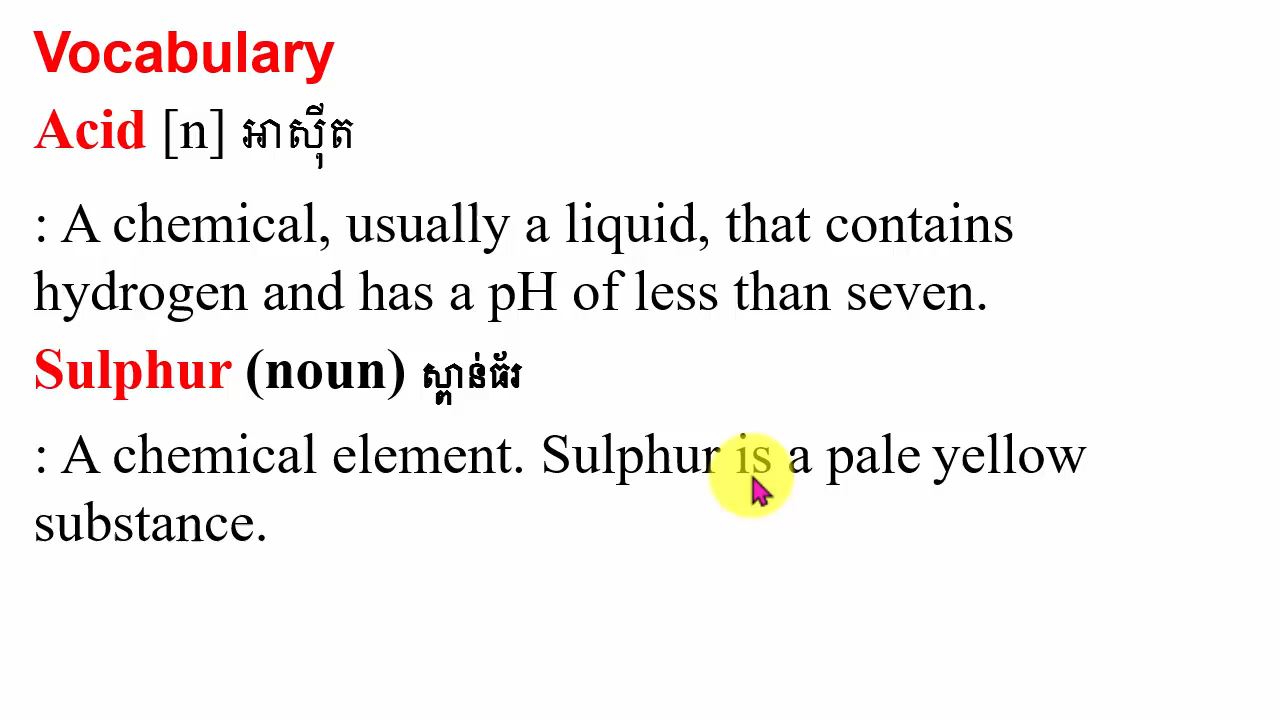 Vocabulary
Acid [n] អាស៊ីត
: A chemical, usually a liquid, that contains
hydrogen and has a pH of less than seven.
Sulphur (noun) ស្ពាន់ធ័រ
: A chemical element. Sulphur is a pale yellow
substance.